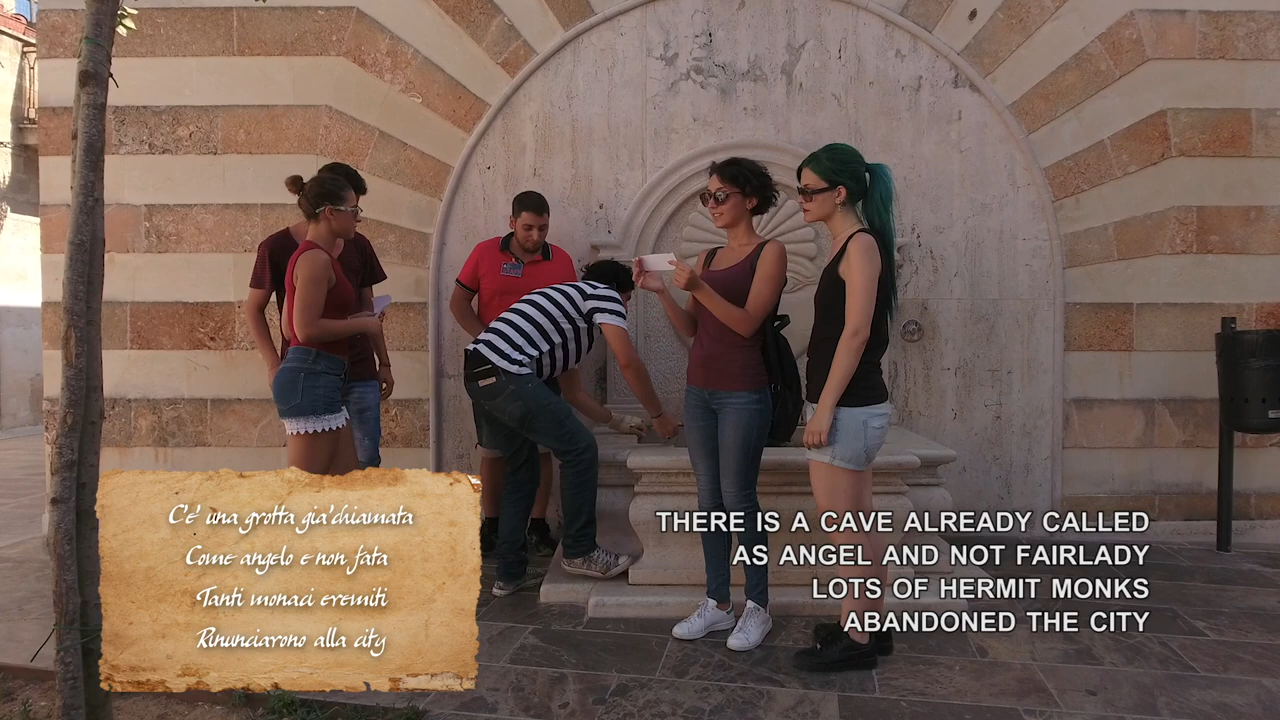 C'e' una grotta gia'chiamata
Come angelo e non fata
Tanti monaci eremiti
Rinunciarono alla city
THERE IS A CAVE ALREADY CALLED
AS ANGEL AND NOT FAIRLADY
LOTS OF HERMIT MONKS
ABANDONED THE CITY